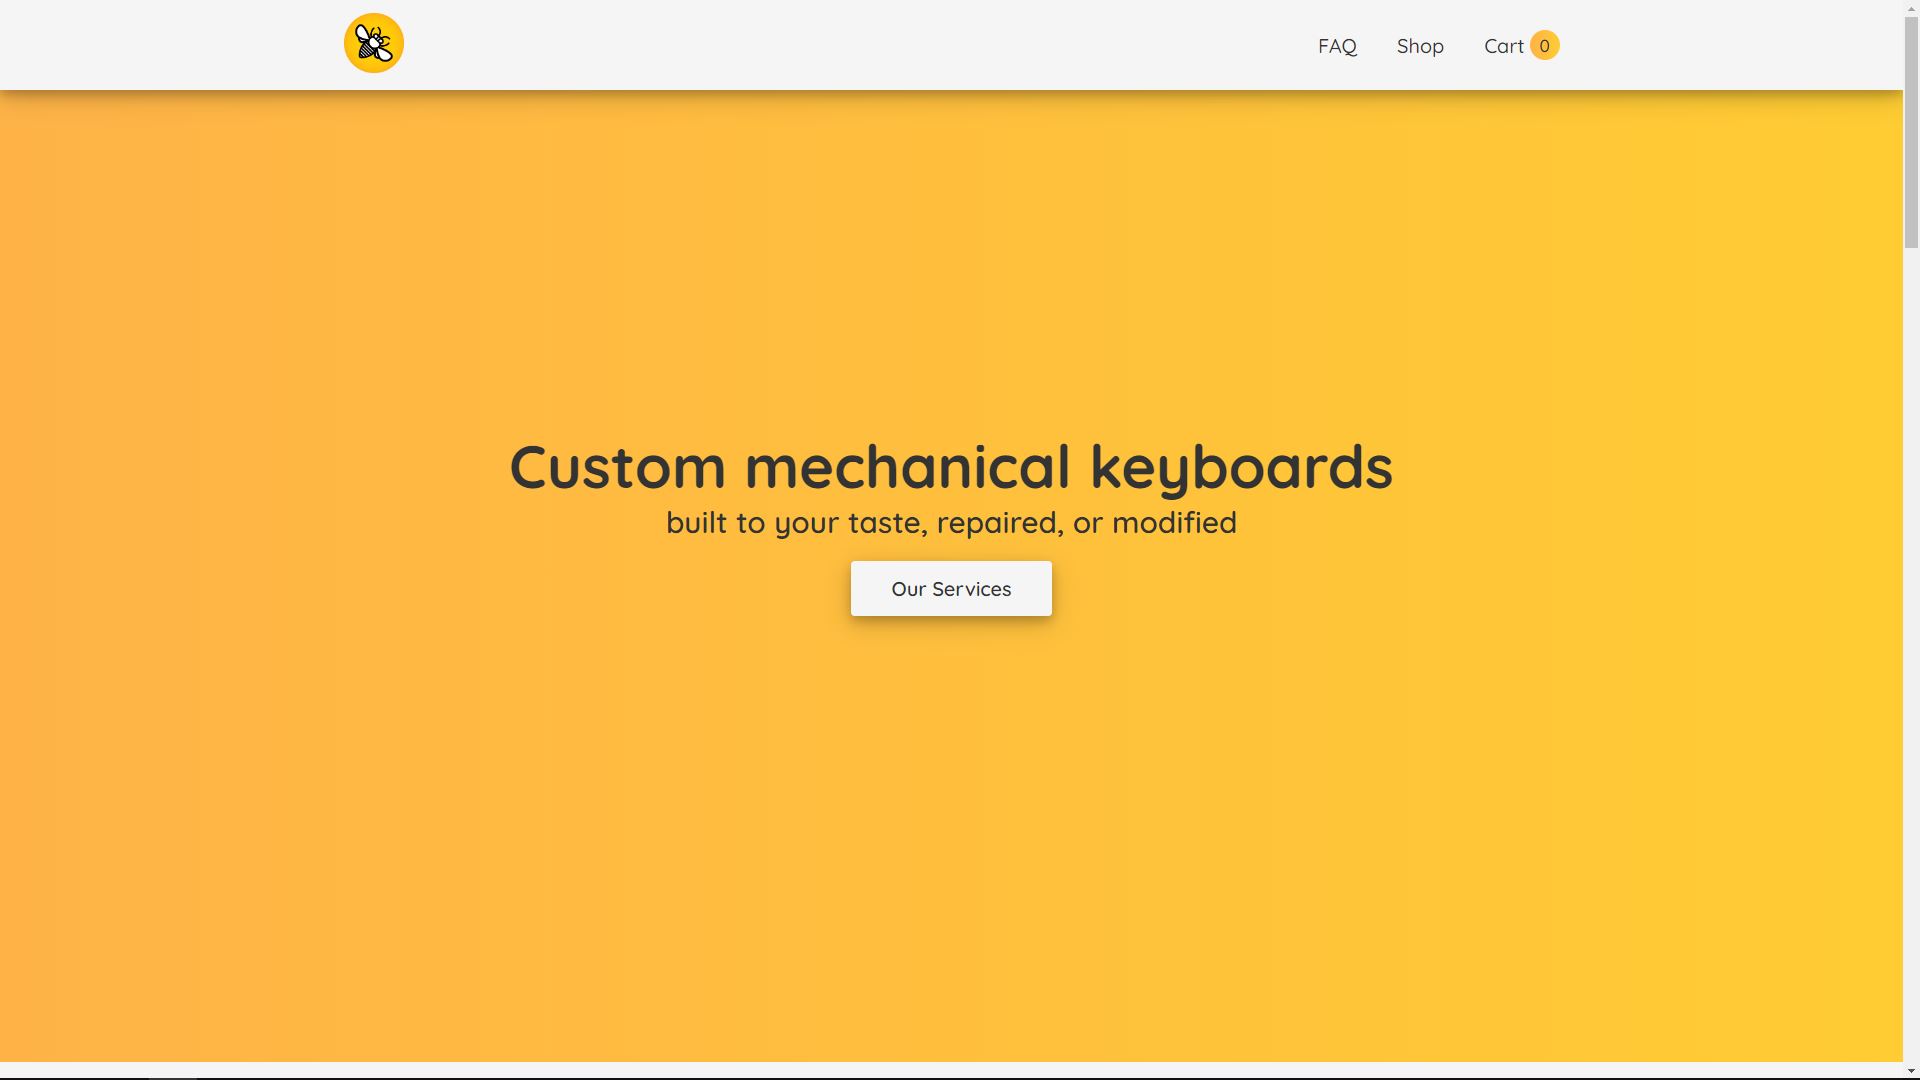 FAQ Shop Cart 0
Custom mechanical keyboards
built to your taste, repaired, or modified
Our Services